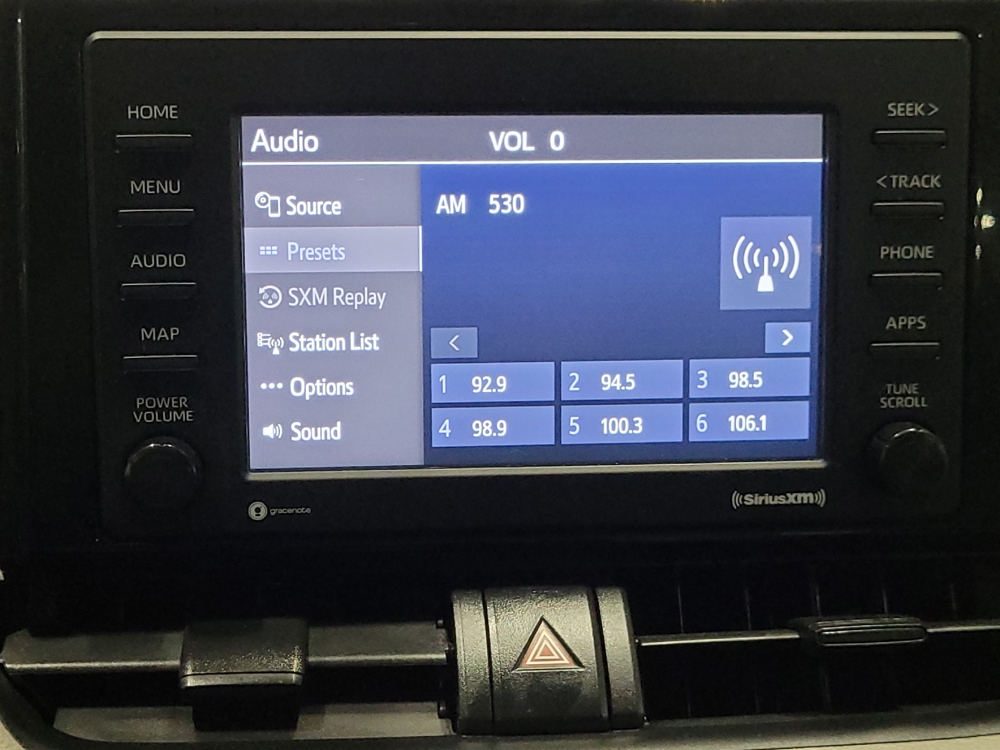 HOME
MENU
AUDIO
MAP
POWER
VOLUME
Audio VOL 0
Source
Presets
SXM Replay
Station List
Options
Sound
AM 530
< >
1 92.9 2 94.5 3 98.5
4 98.9 5 100.3 6 106.1
SEEK >
< TRACK
PHONE
APPS
TUNE
SCROLL
gracenote
SiriusXM